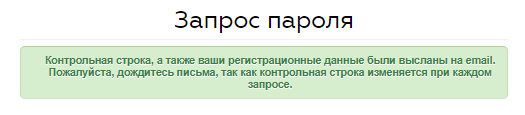 Запрос пароля
Контрольная строка, а также ваши регистрационные данные были высланы на email.
Пожалуйста, дождитесь письма, так как контрольная строка изменяется при каждом
запросе.